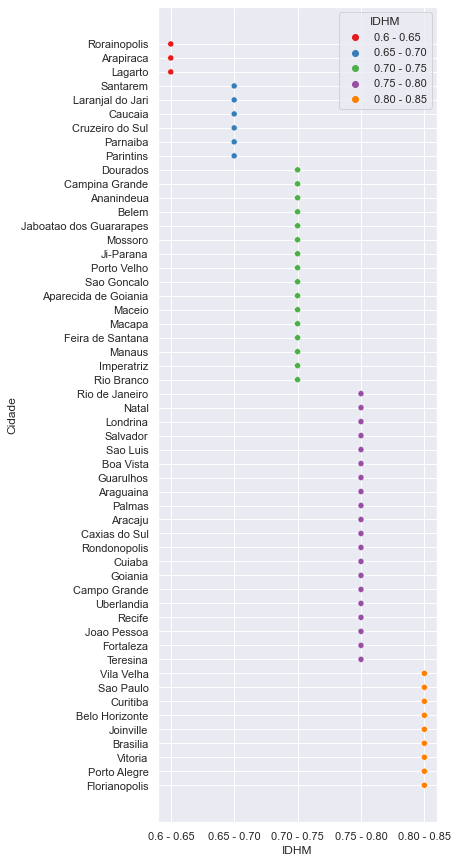 IDHM
0.6 - 0.65
0.65 - 0.70
0.70 - 0.75
0.75 - 0.80
0.80 - 0.85
Rorainopolis
Arapiraca
Lagarto
Santarem
Laranjal do Jari
Caucaia
Cruzeiro do Sul
Parnaiba
Parintins
Dourados
Campina Grande
Ananindeua
Belem
Jaboatao dos Guararapes
Mossoro
Ji-Parana
Porto Velho
Sao Goncalo
Aparecida de Goiania
Maceio
Macapa
Feira de Santana
Manaus
Imperatriz
Rio Branco
Rio de Janeiro
Natal
Londrina
Salvador
Sao Luis
Boa Vista
Guarulhos
Araguaina
Palmas
Aracaju
Caxias do Sul
Rondonopolis
Cuiaba
Goiania
Campo Grande
Uberlandia
Recife
Joao Pessoa
Fortaleza
Teresina
Vila Velha
Sao Paulo
Curitiba
Belo Horizonte
Joinville
Brasilia
Vitoria
Porto Alegre
Florianopolis
Cidade
0.6 - 0.65 0.65 - 0.70 0.70 - 0.75 0.75 - 0.80 0.80 - 0.85
IDHM